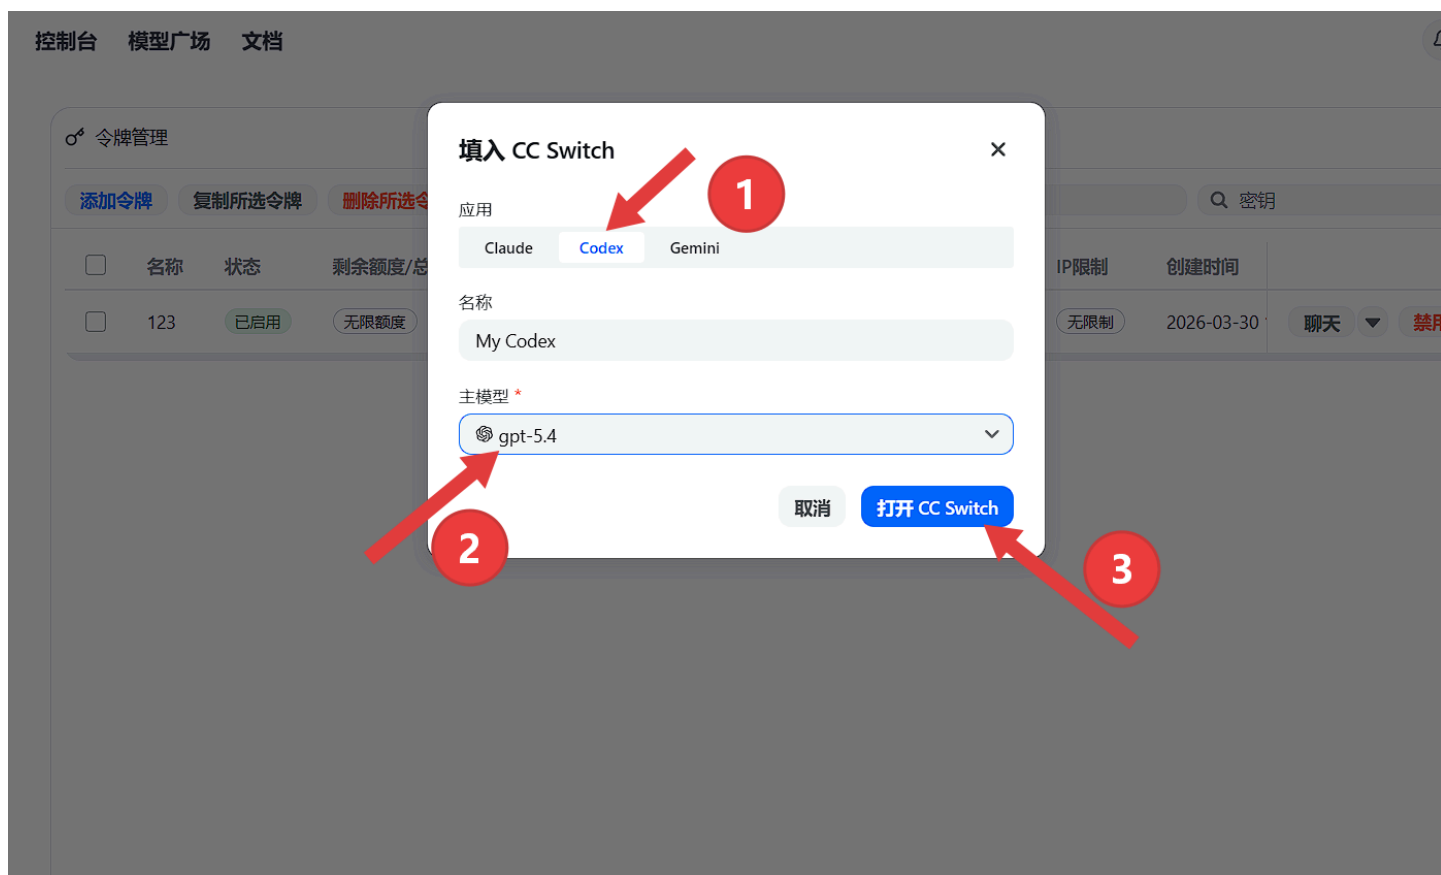 控制台 模型广场 文档
令牌管理
添加令牌 复制所选令牌 删除所选令
密钥
名称 状态 剩余额度/总 IP限制 创建时间
123 已启用 无限额度 无限制 2026-03-30 聊天 禁用
填入 CC Switch
1
应用
Claude Codex Gemini
名称
My Codex
主模型 *
gpt-5.4
取消 打开 CC Switch
2
3